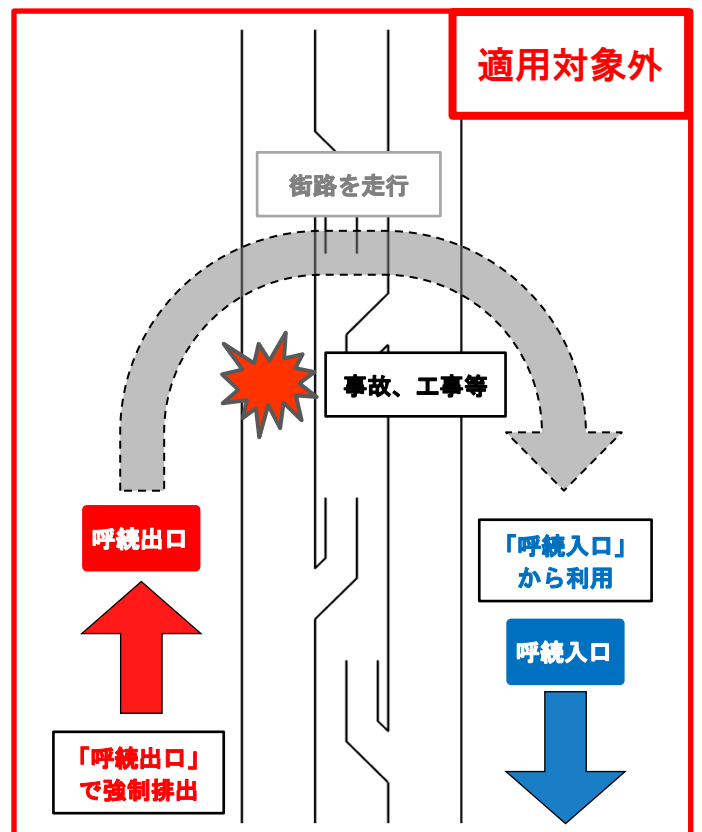 適用対象外
街路を走行
事故、工事等
呼続出口
「呼続入口」
から利用
呼続入口
「呼続出口」
で強制排出